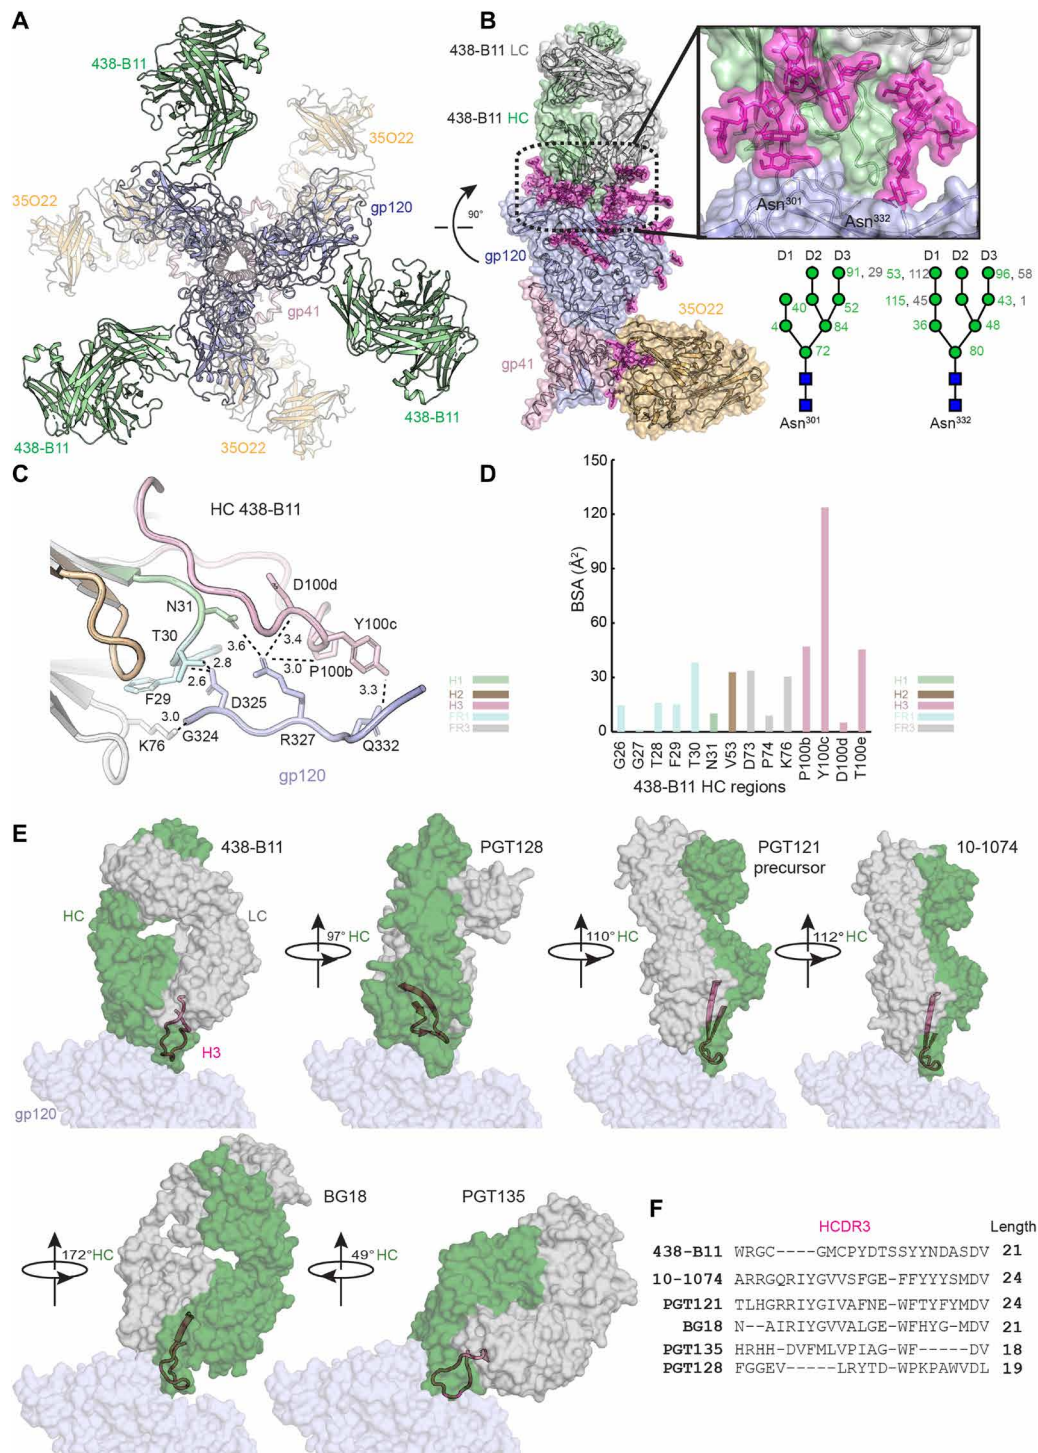 A
438-B11
35O22
35O22
gp120
gp41
438-B11
438-B11
35O22
B
438-B11 LC
438-B11 HC
90°
gp120
gp41
35O22
Asn301
Asn332
D1 D2 D3
91, 29
40
52
4
84
72
Asn301
D1 D2 D3
53, 112
96, 58
115, 45
43, 1
36
48
80
Asn332
C
HC 438-B11
D100d
N31
Y100c
T30
3.6
3.4
2.8
3.0
P100b
2.6
3.3
F29
D325
3.0
G324
R327
Q332
K76
gp120
H1
H2
H3
FR1
FR3
D
BSA (Å2)
150
120
90
60
30
0
G26
G27
T28
F29
T30
N31
V53
D73
P74
K76
P100b
Y100c
D100d
T100e
438-B11 HC regions
H1
H2
H3
FR1
FR3
E
438-B11
HC
LC
H3
gp120
97° HC
PGT128
110° HC
PGT121
precursor
112° HC
10-1074
172° HC
BG18
49° HC
PGT135
F
HCDR3 Length
438-B11 WRGC----GMCPYDTSSYYNDASDV 21
10-1074 ARRGQRIYGVVSFGE-FFYYYSMDV 24
PGT121 TLHGRRIYGIVAFNE-WFTYFYMDV 24
BG18 N--AIRIYGVVALGE-WFHYG-MDV 21
PGT135 HRHH-DVFMLVPIAG-WF-----DV 18
PGT128 FGGEV-----LRYTD-WPKPAWVDL 19